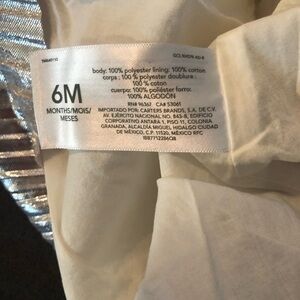 6M
MONTHS/MOIS/
MESES
body: 100% polyester lining: 100% cotton
corps : 100% polyester doublure :
100% coton
cuerpo: 100% poliéster forro:
100% ALGODÓN
RN# 96367 CA# 53061
IMPORTADO POR: CARTERS BRANDS, S.A. DE C.V.
AV. EJÉRCITO NACIONAL NO. 843-B, EDIFICIO
CORPORATIVO ANTARA 1, PISO 11, COLONIA
GRANADA, ALCALDÍA MIGUEL HIDALGO CIUDAD
DE MÉXICO, C.P. 11520, MÉXICO RFC